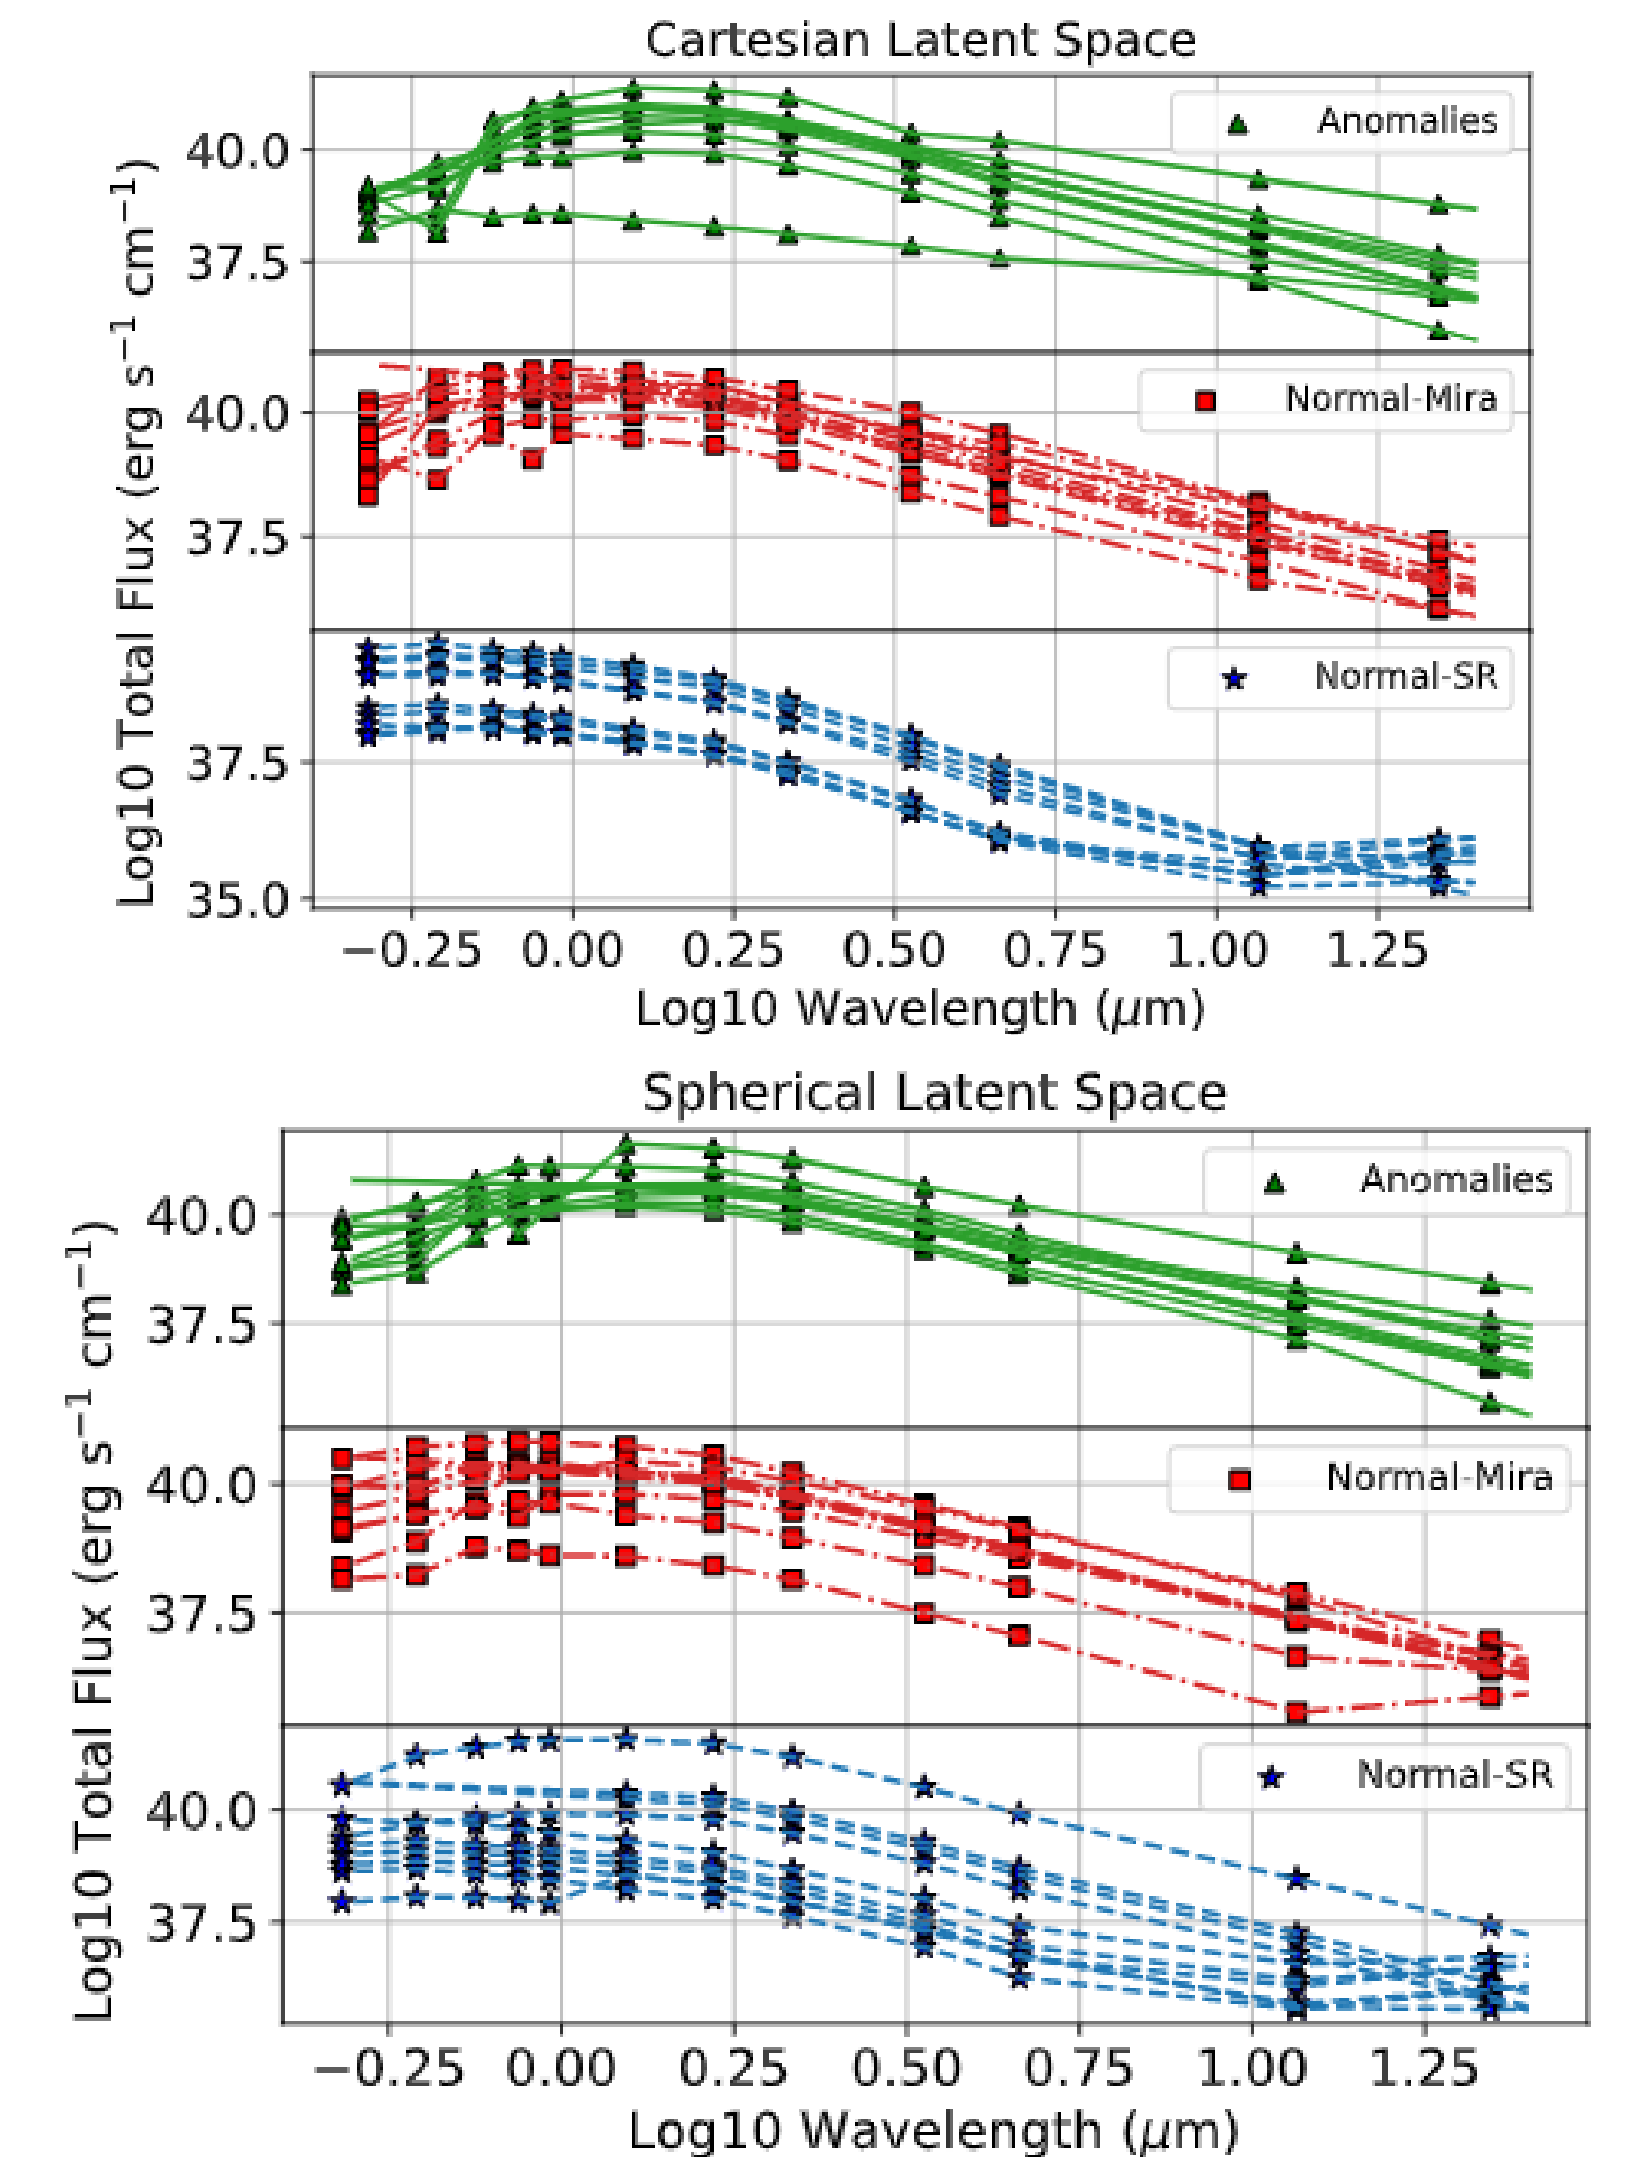 Cartesian Latent Space
Log10 Total Flux (erg s⁻¹ cm⁻¹)
40.0
37.5
Anomalies
40.0
37.5
Normal-Mira
37.5
35.0
Normal-SR
−0.25 0.00 0.25 0.50 0.75 1.00 1.25
Log10 Wavelength (μm)
Spherical Latent Space
Log10 Total Flux (erg s⁻¹ cm⁻¹)
40.0
37.5
Anomalies
40.0
37.5
Normal-Mira
40.0
37.5
Normal-SR
−0.25 0.00 0.25 0.50 0.75 1.00 1.25
Log10 Wavelength (μm)